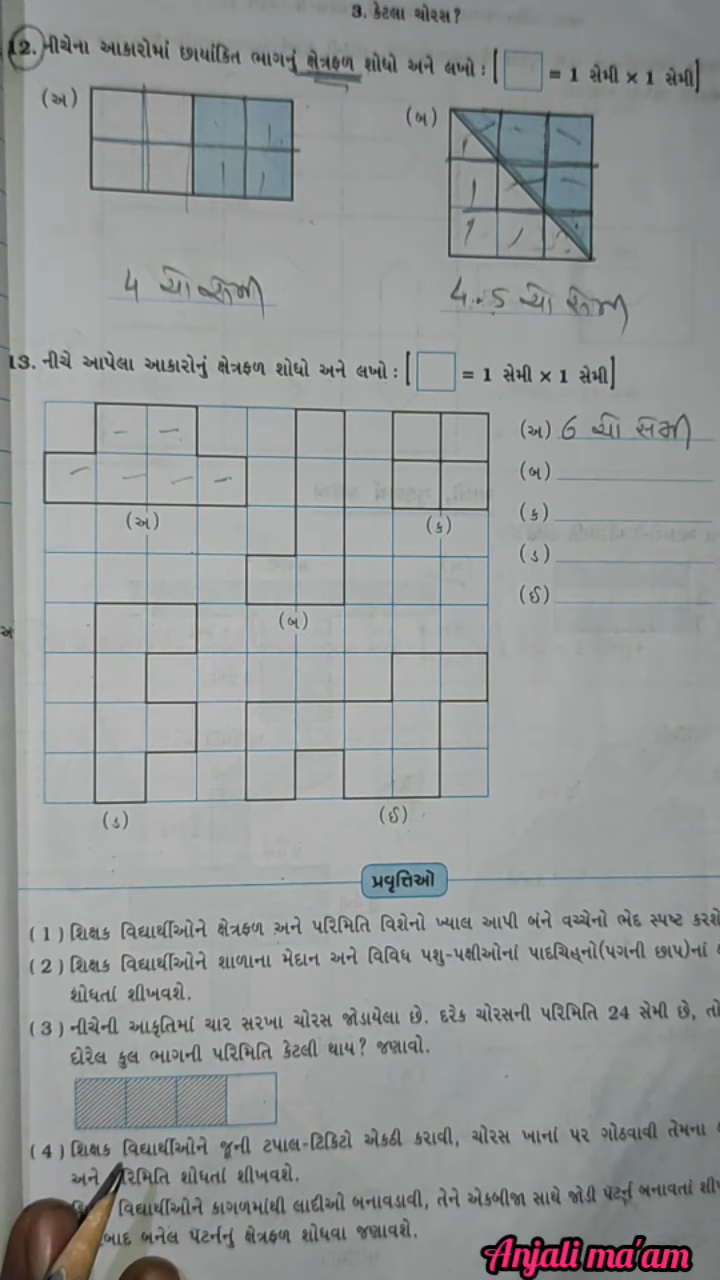 3. કેટલા ચોરસ?
12. નીચેના આકારોમાં છાયાંકિત ભાગનું ક્ષેત્રફળ શોધો અને લખો : [ = 1 સેમી × 1 સેમી]
(અ)
(બ)
4 ચો સેમી
4.5 ચો સેમી
13. નીચે આપેલા આકારોનું ક્ષેત્રફળ શોધો અને લખો : [ = 1 સેમી × 1 સેમી]
(અ) 6 ચો સેમી
(બ)
(ક)
(ડ)
(ઈ)
(અ)
(ક)
(બ)
(ડ)
(ઈ)
પ્રવૃત્તિઓ
(1) શિક્ષક વિદ્યાર્થીઓને ક્ષેત્રફળ અને પરિમિતિ વિશેનો ખ્યાલ આપી બંને વચ્ચેનો ભેદ સ્પષ્ટ કરશે
(2) શિક્ષક વિદ્યાર્થીઓને શાળાના મેદાન અને વિવિધ પશુ-પક્ષીઓનાં પાદચિહ્નો(પગની છાપ)નાં
શોધતાં શીખવશે.
(3) નીચેની આકૃતિમાં ચાર સરખા ચોરસ જોડાયેલા છે. દરેક ચોરસની પરિમિતિ 24 સેમી છે, તો
દોરેલ કુલ ભાગની પરિમિતિ કેટલી થાય? જણાવો.
(4) શિક્ષક વિદ્યાર્થીઓને જૂની ટપાલ-ટિકિટો એકઠી કરાવી, ચોરસ ખાનાં પર ગોઠવાવી તેમના
અને પરિમિતિ શોધતાં શીખવશે.
વિદ્યાર્થીઓને કાગળમાંથી લાદીઓ બનાવડાવી, તેને એકબીજા સાથે જોડી પૅટર્ન બનાવતાં
બાદ બનેલ પૅટર્નનું ક્ષેત્રફળ શોધવા જણાવશે.
Anjali ma'am